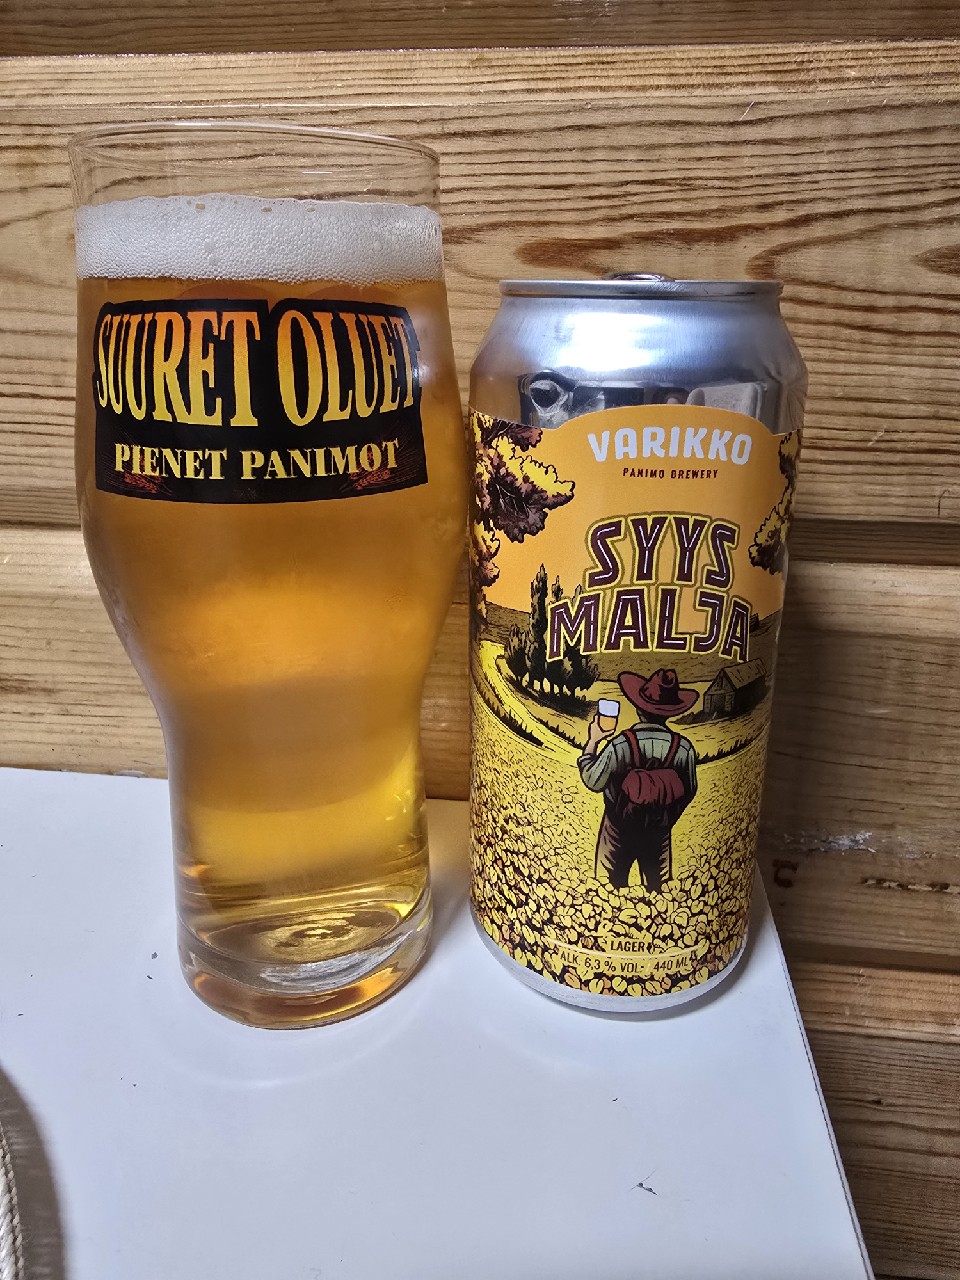 SUURET OLUET
PIENET PANIMOT
VARIKKO
PANIMO BREWERY
SYYS
MALJA
LAGER
ALK. 6,3 % VOL· 440 ML